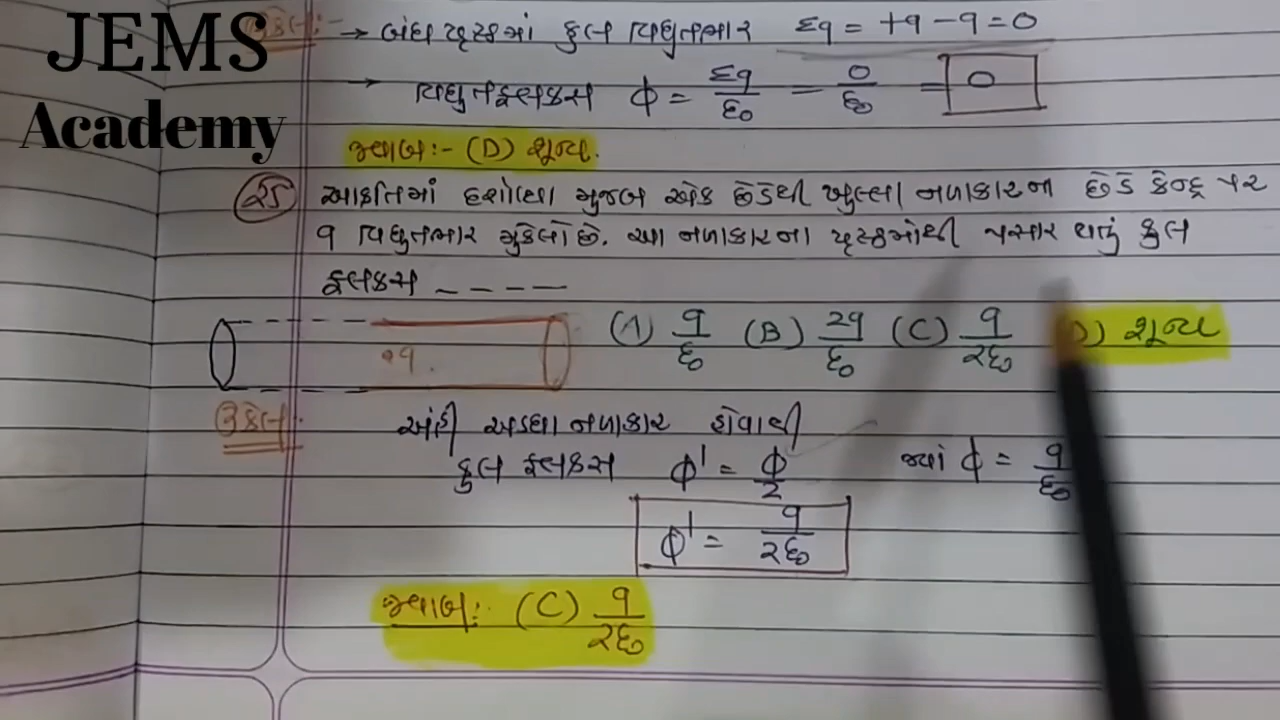 JEMS
Academy
ઉકેલ:- → બંધ પૃષ્ઠમાં કુલ વિદ્યુતભાર Σq = +q - q = 0
→ વિદ્યુતફ્લક્સ ϕ = Σq/ε₀ = 0/ε₀ = 0
જવાબ:- (D) શૂન્ય.
૨૬ આકૃતિમાં દર્શાવ્યા મુજબ એક છેડેથી ખુલ્લા નળાકારના છેડે કેન્દ્ર પર
q વિદ્યુતભાર મુકેલો છે. આ નળાકારના પૃષ્ઠમાંથી પસાર થતું કુલ
ફ્લક્સ ----
(A) q/ε₀ (B) 2q/ε₀ (C) q/2ε₀ D) શૂન્ય
q.
ઉકેલ:
અહીં અડધા નળાકાર હોવાથી
કુલ ફ્લક્સ ϕ' = ϕ/2 જ્યાં ϕ = q/ε₀
ϕ' = q/2ε₀
જવાબ: (C) q/2ε₀